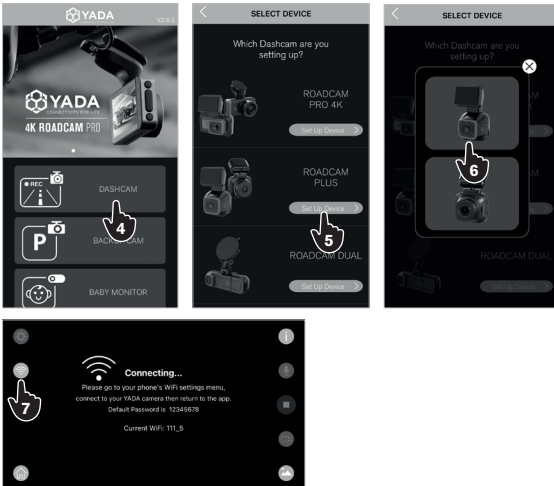 YADA
V2.8.2
YADA
CONNECTIVITY FOR LIFE
4K ROADCAM PRO
REC
DASHCAM
4
P
BACKUP CAM
BABY MONITOR
SELECT DEVICE
Which Dashcam are you
setting up?
ROADCAM
PRO 4K
Set Up Device
ROADCAM
PLUS
Set Up Device
5
ROADCAM DUAL
Set Up Device
SELECT DEVICE
Which Dashcam are you
setting up?
6
ROADCAM DUAL
Set Up Device
7
Connecting...
Please go to your phone's WiFi settings menu,
connect to your YADA camera then return to the app.
Default Password is 12345678
Current WiFi: 111_5